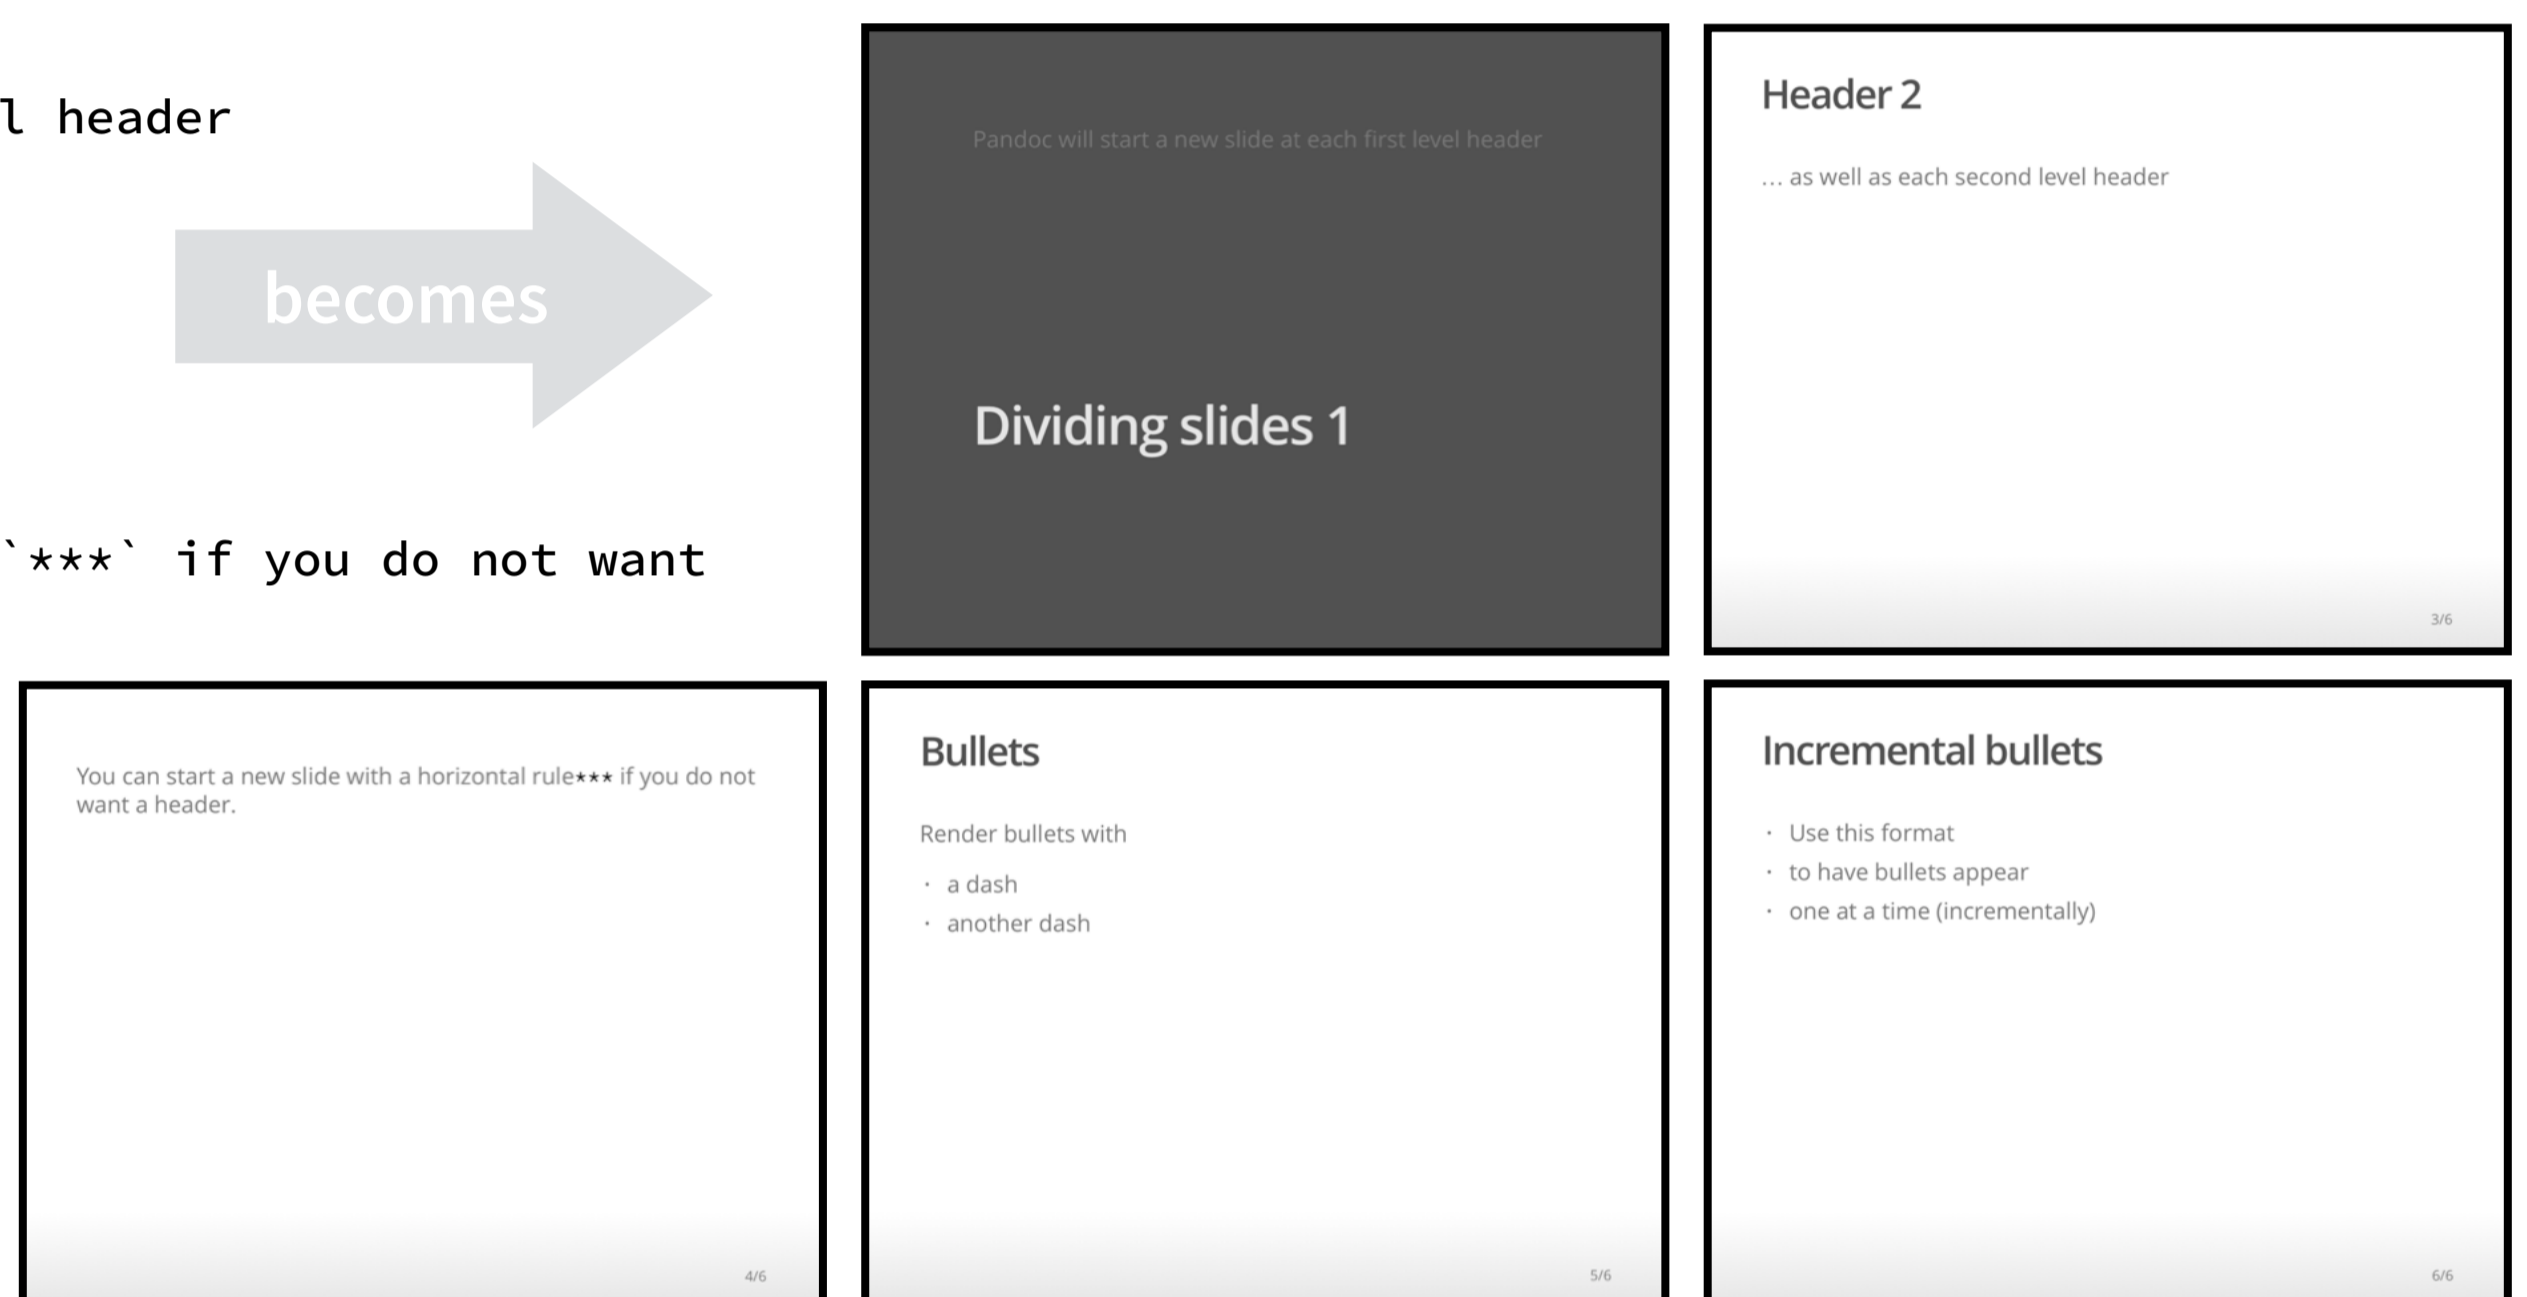 l header
becomes
`***` if you do not want
Pandoc will start a new slide at each first level header
Dividing slides 1
Header 2
… as well as each second level header
3/6
You can start a new slide with a horizontal rule*** if you do not
want a header.
4/6
Bullets
Render bullets with
· a dash
· another dash
5/6
Incremental bullets
· Use this format
· to have bullets appear
· one at a time (incrementally)
6/6